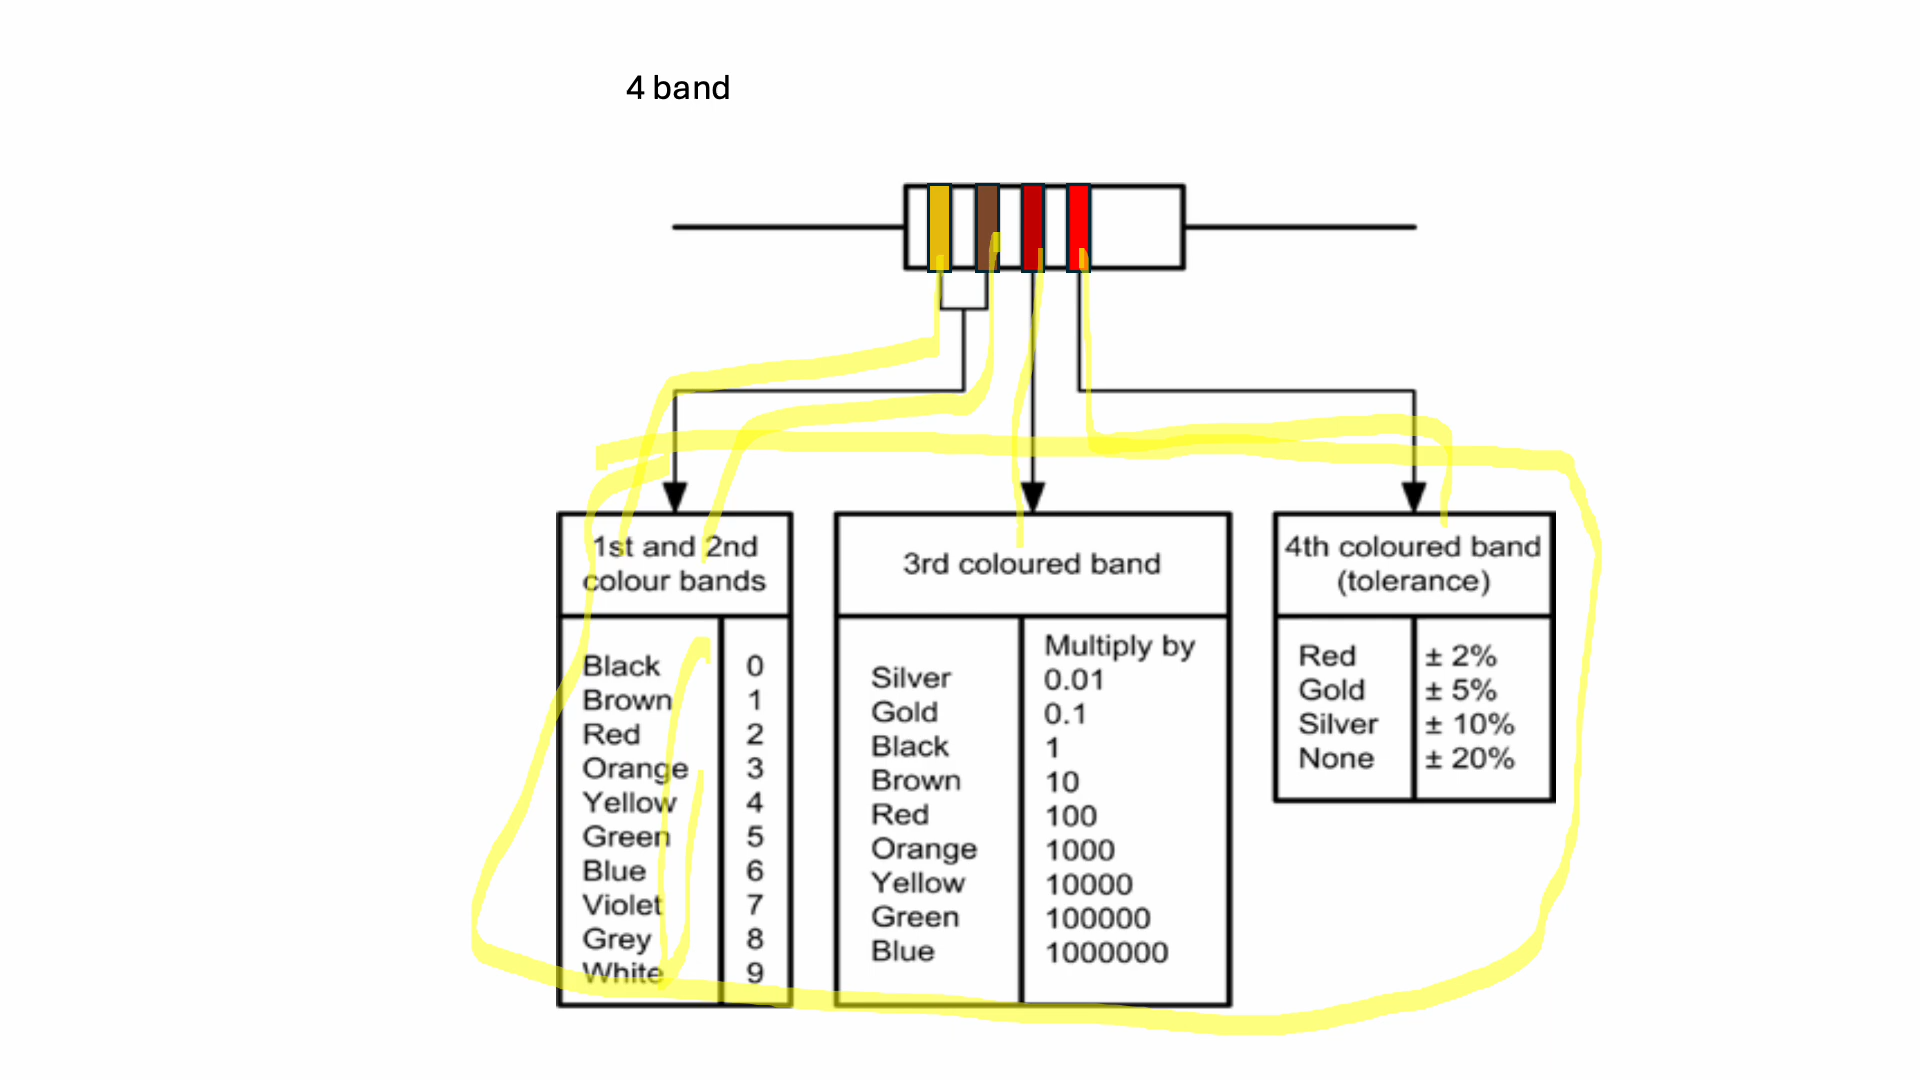 4 band
1st and 2nd
colour bands
Black 0
Brown 1
Red 2
Orange 3
Yellow 4
Green 5
Blue 6
Violet 7
Grey 8
White 9
3rd coloured band
Multiply by
Silver 0.01
Gold 0.1
Black 1
Brown 10
Red 100
Orange 1000
Yellow 10000
Green 100000
Blue 1000000
4th coloured band
(tolerance)
Red ± 2%
Gold ± 5%
Silver ± 10%
None ± 20%